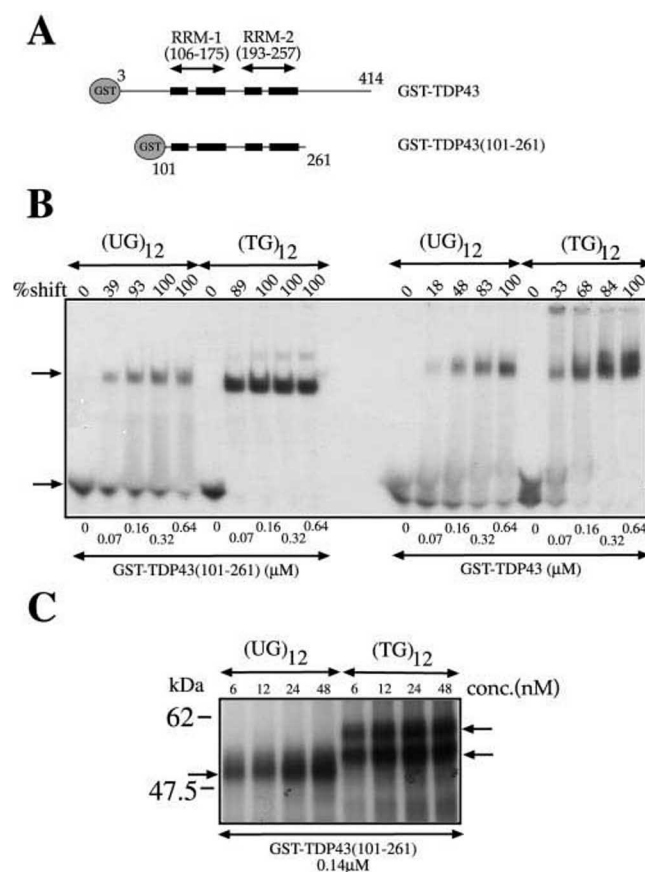 A
RRM-1 RRM-2
(106-175) (193-257)
GST 3 414 GST-TDP43
GST 101 261 GST-TDP43(101-261)
B
(UG)12 (TG)12 (UG)12 (TG)12
%shift 0 39 93 100 100 0 89 100 100 100 0 18 48 83 100 0 33 68 84 100
0 0.16 0.64 0 0.16 0.64 0 0.16 0.64 0 0.16 0.64
0.07 0.32 0.07 0.32 0.07 0.32 0.07 0.32
GST-TDP43(101-261) (μM) GST-TDP43 (μM)
C
(UG)12 (TG)12
kDa 6 12 24 48 6 12 24 48 conc.(nM)
62
47.5
GST-TDP43(101-261)
0.14μM